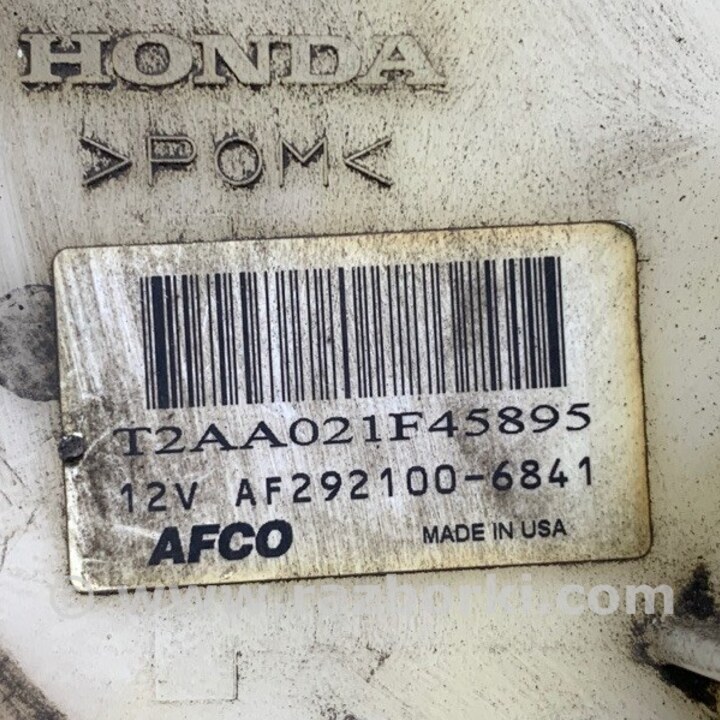 HONDA
>POM<
T2AA021F45895
12V AF292100-6841
AFCO MADE IN USA
© www.razborki.com